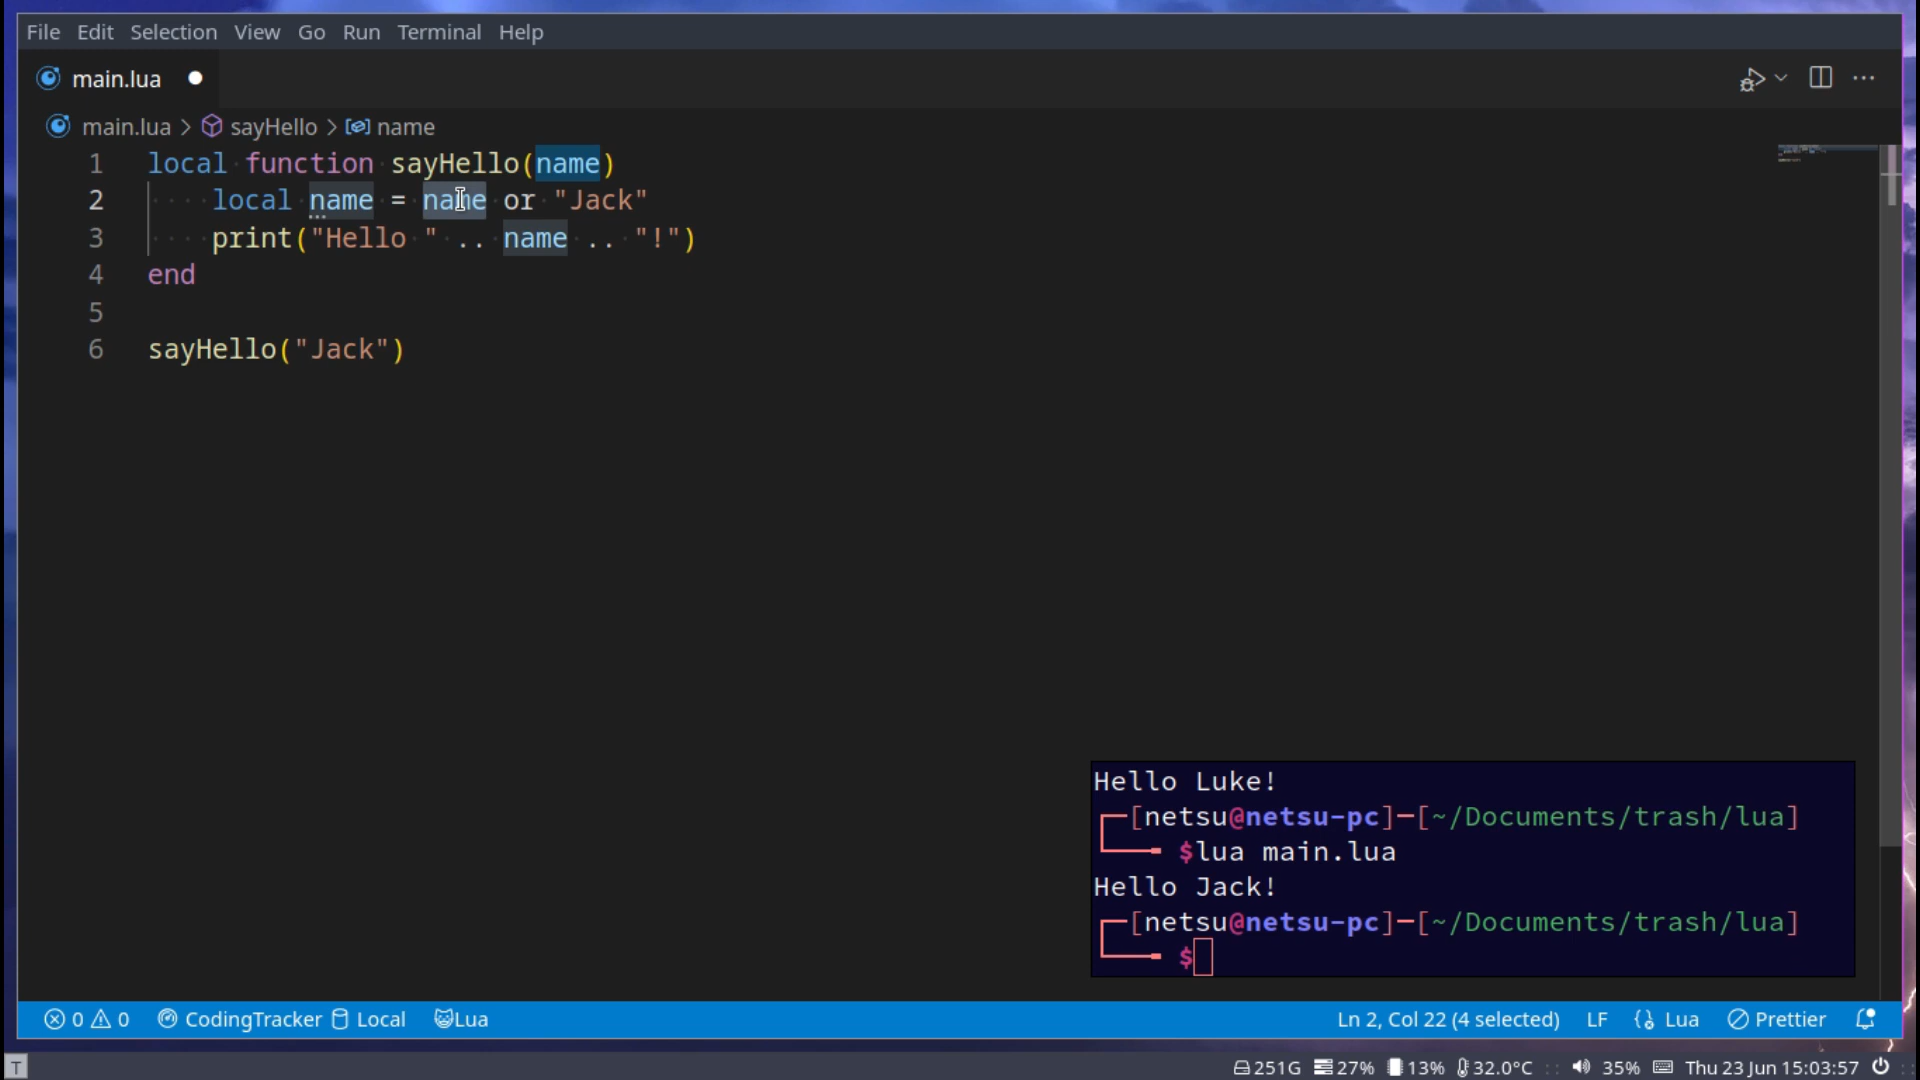 File Edit Selection View Go Run Terminal Help
main.lua
main.lua > sayHello > name
1 local function sayHello(name)
2     local name = name or "Jack"
3     print("Hello " .. name .. "!")
4 end
5
6 sayHello("Jack")
Hello Luke!
[netsu@netsu-pc]-[~/Documents/trash/lua]
$lua main.lua
Hello Jack!
[netsu@netsu-pc]-[~/Documents/trash/lua]
$
0 0 CodingTracker Local Lua Ln 2, Col 22 (4 selected) LF Lua Prettier
T 251G 27% 13% 32.0°C :: 35% Thu 23 Jun 15:03:57